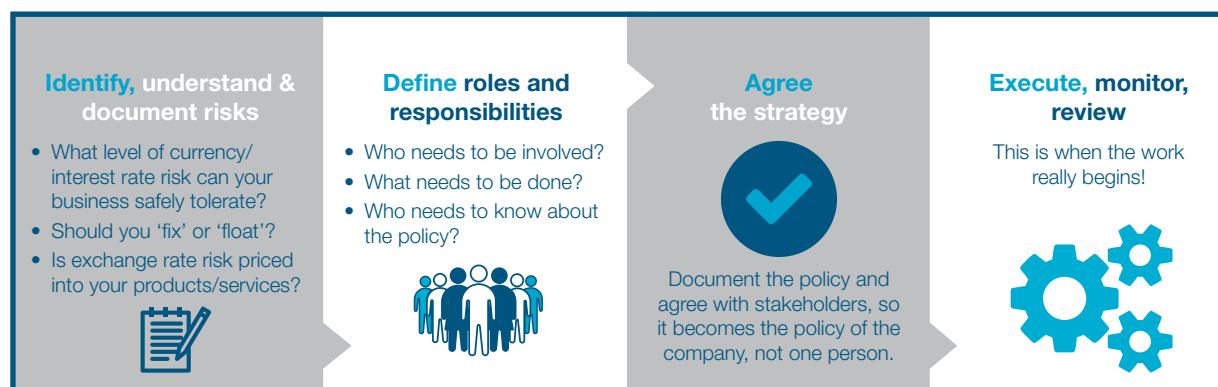 Identify, understand &
document risks
• What level of currency/
interest rate risk can your
business safely tolerate?
• Should you ‘fix’ or ‘float’?
• Is exchange rate risk priced
into your products/services?
Define roles and
responsibilities
• Who needs to be involved?
• What needs to be done?
• Who needs to know about
the policy?
Agree
the strategy
Document the policy and
agree with stakeholders, so
it becomes the policy of the
company, not one person.
Execute, monitor,
review
This is when the work
really begins!